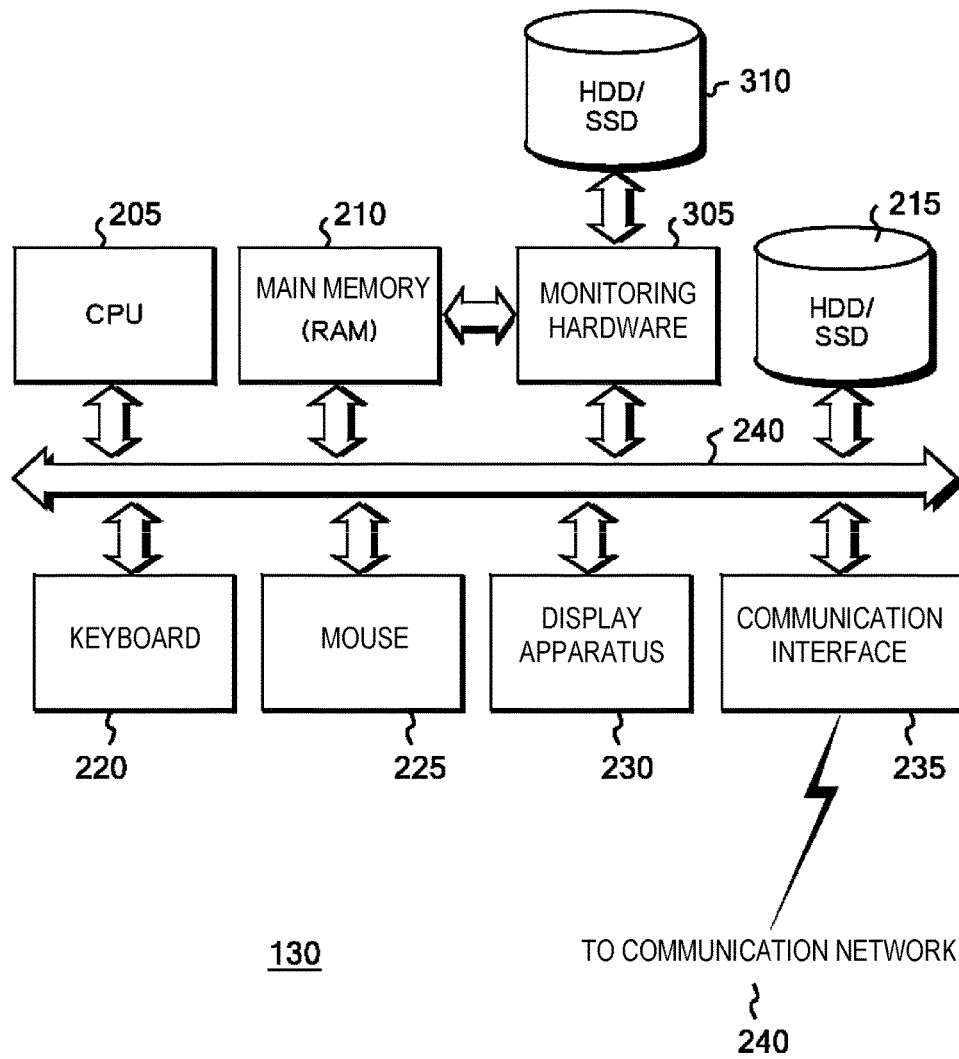 HDD/
SSD
310
205
210
305
215
CPU
MAIN MEMORY
(RAM)
MONITORING
HARDWARE
HDD/
SSD
240
KEYBOARD
MOUSE
DISPLAY
APPARATUS
COMMUNICATION
INTERFACE
220
225
230
235
130
TO COMMUNICATION NETWORK
240